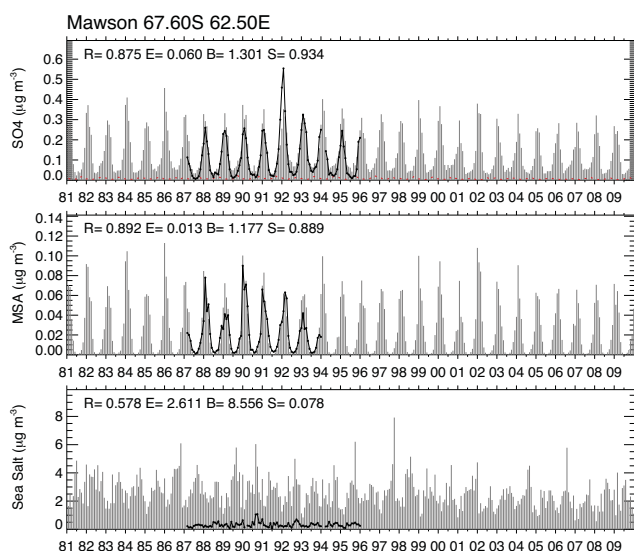 Mawson 67.60S 62.50E
R= 0.875 E= 0.060 B= 1.301 S= 0.934
SO4 (μg m-3)
0.6
0.5
0.4
0.3
0.2
0.1
0.0
81 82 83 84 85 86 87 88 89 90 91 92 93 94 95 96 97 98 99 00 01 02 03 04 05 06 07 08 09
R= 0.892 E= 0.013 B= 1.177 S= 0.889
MSA (μg m-3)
0.14
0.12
0.10
0.08
0.06
0.04
0.02
0.00
81 82 83 84 85 86 87 88 89 90 91 92 93 94 95 96 97 98 99 00 01 02 03 04 05 06 07 08 09
R= 0.578 E= 2.611 B= 8.556 S= 0.078
Sea Salt (μg m-3)
8
6
4
2
0
81 82 83 84 85 86 87 88 89 90 91 92 93 94 95 96 97 98 99 00 01 02 03 04 05 06 07 08 09